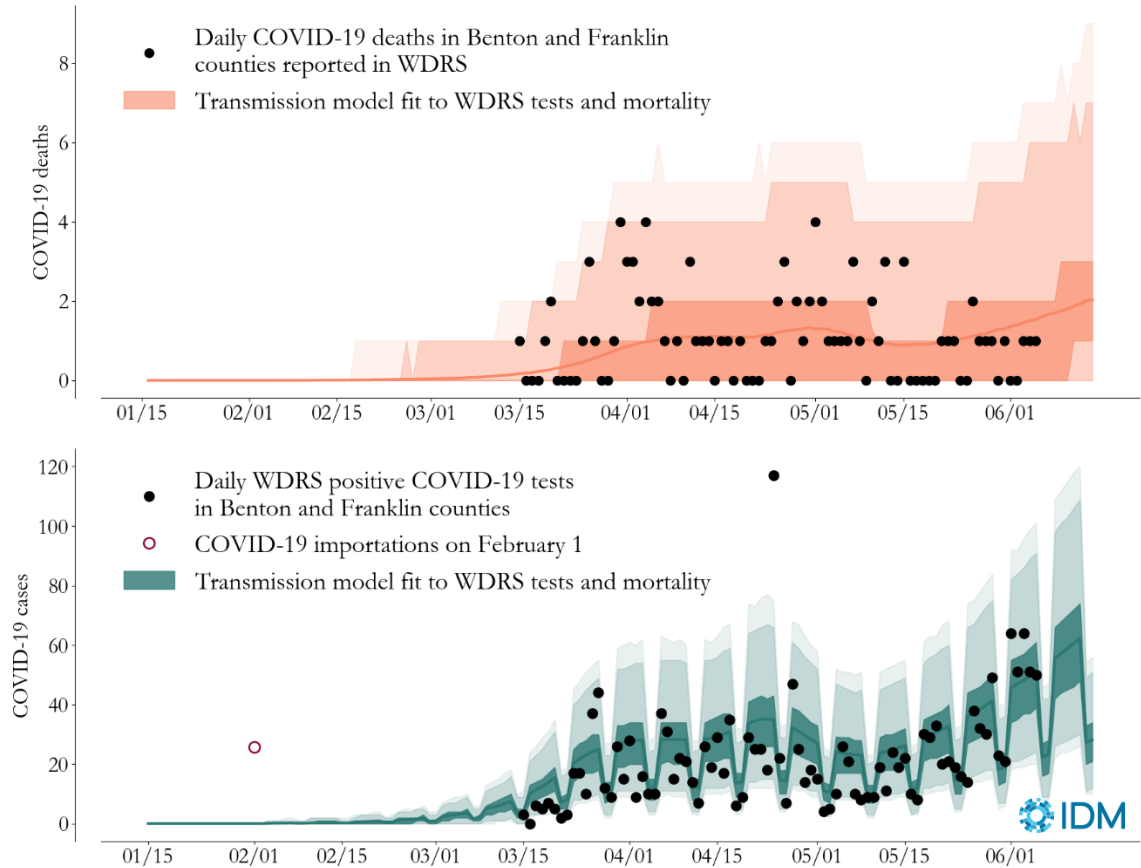 Daily COVID-19 deaths in Benton and Franklin
counties reported in WDRS
Transmission model fit to WDRS tests and mortality
COVID-19 deaths
8
6
4
2
0
01/15 02/01 02/15 03/01 03/15 04/01 04/15 05/01 05/15 06/01
Daily WDRS positive COVID-19 tests
in Benton and Franklin counties
COVID-19 importations on February 1
Transmission model fit to WDRS tests and mortality
COVID-19 cases
120
100
80
60
40
20
0
IDM
01/15 02/01 02/15 03/01 03/15 04/01 04/15 05/01 05/15 06/01